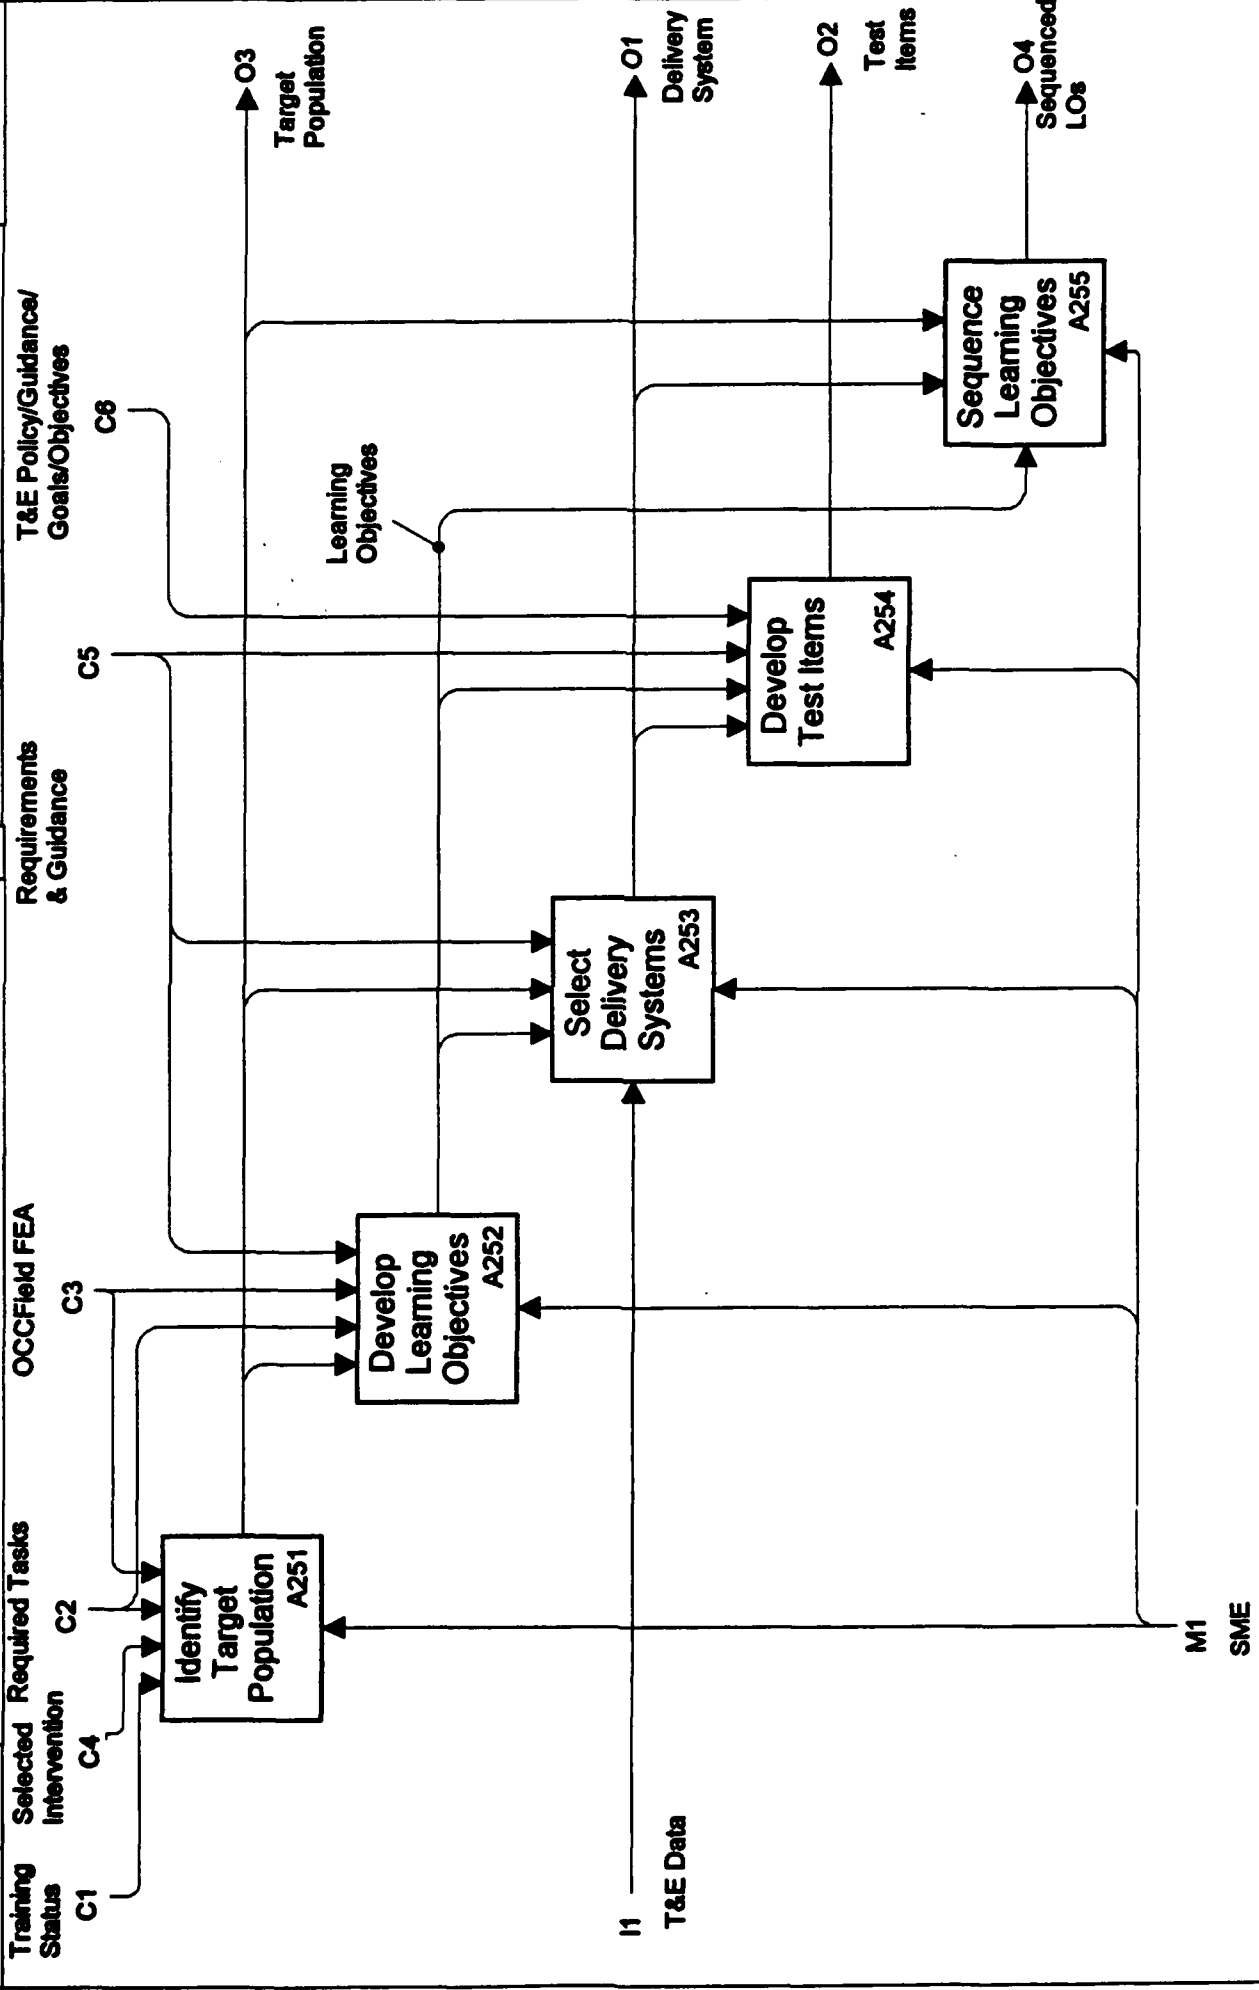 Training
Status
C1
Selected
Intervention
C4
Required Tasks
C2
OCCField FEA
C3
Requirements
& Guidance
C5
T&E Policy/Guidance/
Goals/Objectives
C6
Identify
Target
Population
A251
Develop
Learning
Objectives
A252
Select
Delivery
Systems
A253
Develop
Test Items
A254
Sequence
Learning
Objectives
A255
Learning
Objectives
O3
Target
Population
O1
Delivery
System
O2
Test
Items
O4
Sequenced
LOs
I1
T&E Data
M1
SME